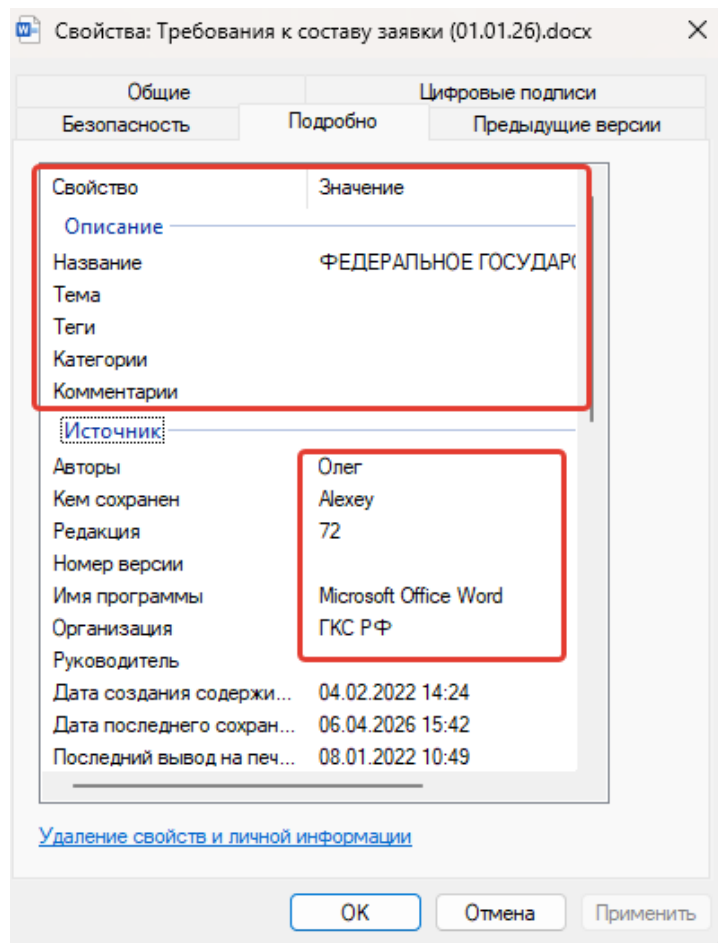 Свойства: Требования к составу заявки (01.01.26).docx
Общие Цифровые подписи
Безопасность Подробно Предыдущие версии
Свойство Значение
Описание
Название ФЕДЕРАЛЬНОЕ ГОСУДАР
Тема
Теги
Категории
Комментарии
Источник
Авторы Олег
Кем сохранен Alexey
Редакция 72
Номер версии
Имя программы Microsoft Office Word
Организация ГКС РФ
Руководитель
Дата создания содержи... 04.02.2022 14:24
Дата последнего сохран... 06.04.2026 15:42
Последний вывод на печ... 08.01.2022 10:49
Удаление свойств и личной информации
OK Отмена Применить